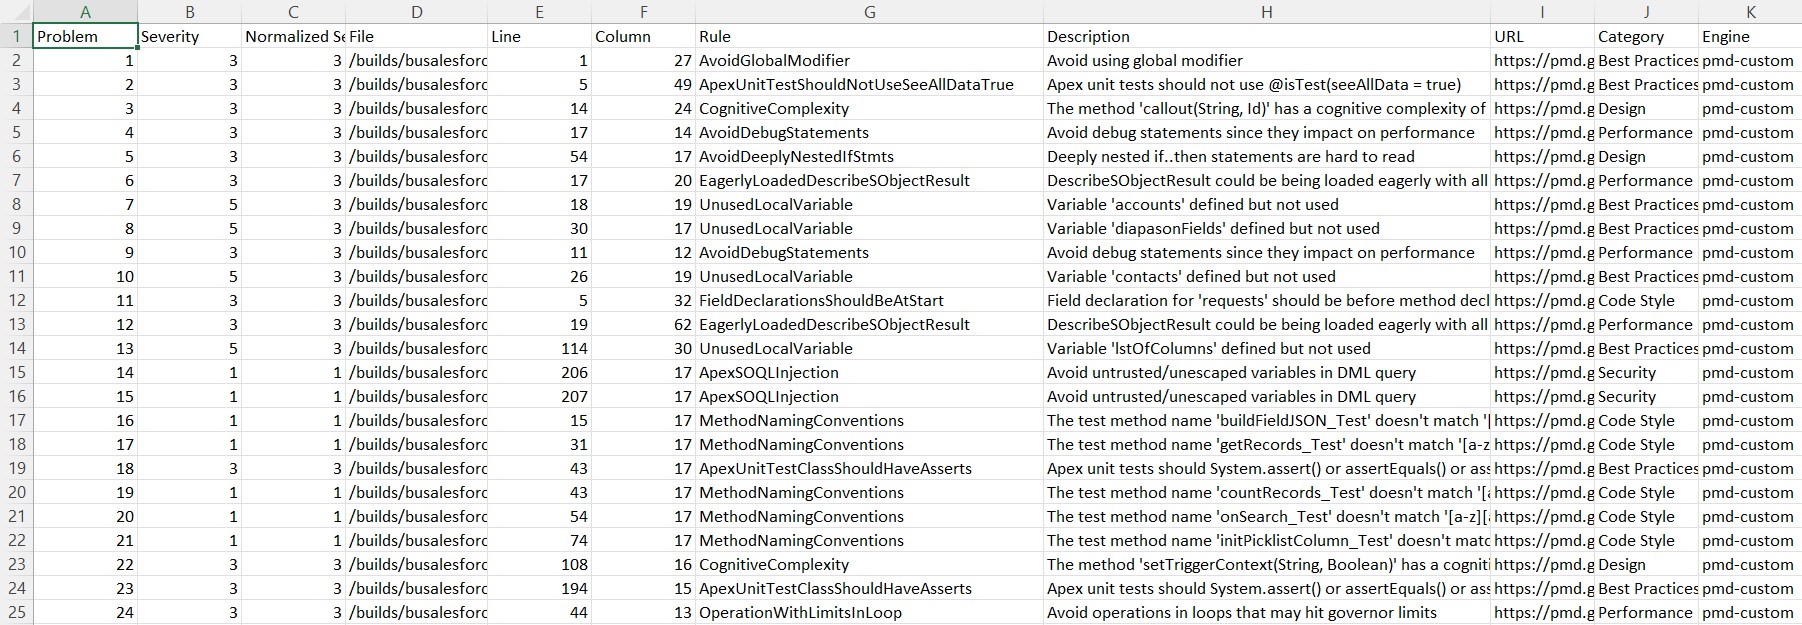 A B C D E F G H I J K
1 Problem Severity Normalized Se File Line Column Rule Description URL Category Engine
2 1 3 3 /builds/busalesforc 1 27 AvoidGlobalModifier Avoid using global modifier https://pmd.g Best Practices pmd-custom
3 2 3 3 /builds/busalesforc 5 49 ApexUnitTestShouldNotUseSeeAllDataTrue Apex unit tests should not use @isTest(seeAllData = true) https://pmd.g Best Practices pmd-custom
4 3 3 3 /builds/busalesforc 14 24 CognitiveComplexity The method 'callout(String, Id)' has a cognitive complexity of https://pmd.g Design pmd-custom
5 4 3 3 /builds/busalesforc 17 14 AvoidDebugStatements Avoid debug statements since they impact on performance https://pmd.g Performance pmd-custom
6 5 3 3 /builds/busalesforc 54 17 AvoidDeeplyNestedIfStmts Deeply nested if..then statements are hard to read https://pmd.g Design pmd-custom
7 6 3 3 /builds/busalesforc 17 20 EagerlyLoadedDescribeSObjectResult DescribeSObjectResult could be being loaded eagerly with all https://pmd.g Performance pmd-custom
8 7 5 3 /builds/busalesforc 18 19 UnusedLocalVariable Variable 'accounts' defined but not used https://pmd.g Best Practices pmd-custom
9 8 5 3 /builds/busalesforc 30 17 UnusedLocalVariable Variable 'diapasonFields' defined but not used https://pmd.g Best Practices pmd-custom
10 9 3 3 /builds/busalesforc 11 12 AvoidDebugStatements Avoid debug statements since they impact on performance https://pmd.g Performance pmd-custom
11 10 5 3 /builds/busalesforc 26 19 UnusedLocalVariable Variable 'contacts' defined but not used https://pmd.g Best Practices pmd-custom
12 11 3 3 /builds/busalesforc 5 32 FieldDeclarationsShouldBeAtStart Field declaration for 'requests' should be before method decl https://pmd.g Code Style pmd-custom
13 12 3 3 /builds/busalesforc 19 62 EagerlyLoadedDescribeSObjectResult DescribeSObjectResult could be being loaded eagerly with all https://pmd.g Performance pmd-custom
14 13 5 3 /builds/busalesforc 114 30 UnusedLocalVariable Variable 'lstOfColumns' defined but not used https://pmd.g Best Practices pmd-custom
15 14 1 1 /builds/busalesforc 206 17 ApexSOQLInjection Avoid untrusted/unescaped variables in DML query https://pmd.g Security pmd-custom
16 15 1 1 /builds/busalesforc 207 17 ApexSOQLInjection Avoid untrusted/unescaped variables in DML query https://pmd.g Security pmd-custom
17 16 1 1 /builds/busalesforc 15 17 MethodNamingConventions The test method name 'buildFieldJSON_Test' doesn't match '[ https://pmd.g Code Style pmd-custom
18 17 1 1 /builds/busalesforc 31 17 MethodNamingConventions The test method name 'getRecords_Test' doesn't match '[a-z https://pmd.g Code Style pmd-custom
19 18 3 3 /builds/busalesforc 43 17 ApexUnitTestClassShouldHaveAsserts Apex unit tests should System.assert() or assertEquals() or ass https://pmd.g Best Practices pmd-custom
20 19 1 1 /builds/busalesforc 43 17 MethodNamingConventions The test method name 'countRecords_Test' doesn't match '[a https://pmd.g Code Style pmd-custom
21 20 1 1 /builds/busalesforc 54 17 MethodNamingConventions The test method name 'onSearch_Test' doesn't match '[a-z][a https://pmd.g Code Style pmd-custom
22 21 1 1 /builds/busalesforc 74 17 MethodNamingConventions The test method name 'initPicklistColumn_Test' doesn't matc https://pmd.g Code Style pmd-custom
23 22 3 3 /builds/busalesforc 108 16 CognitiveComplexity The method 'setTriggerContext(String, Boolean)' has a cogniti https://pmd.g Design pmd-custom
24 23 3 3 /builds/busalesforc 194 15 ApexUnitTestClassShouldHaveAsserts Apex unit tests should System.assert() or assertEquals() or ass https://pmd.g Best Practices pmd-custom
25 24 3 3 /builds/busalesforc 44 13 OperationWithLimitsInLoop Avoid operations in loops that may hit governor limits https://pmd.g Performance pmd-custom